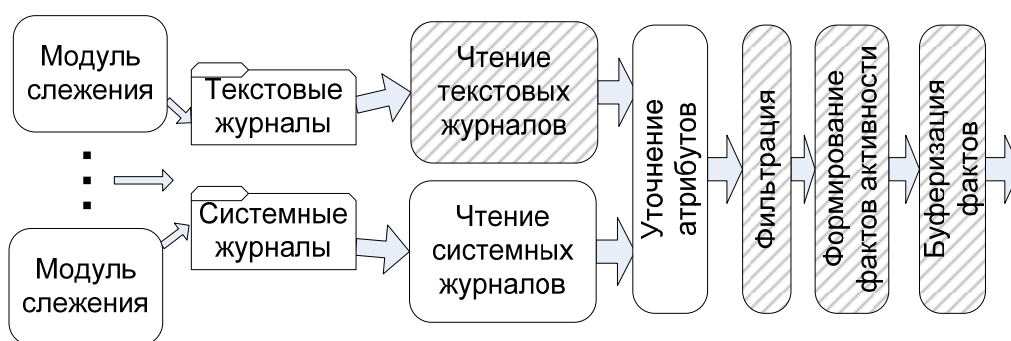 Модуль
слежения
Текстовые
журналы
Чтение
текстовых
журналов
Модуль
слежения
Системные
журналы
Чтение
системных
журналов
Уточнение
атрибутов
Фильтрация
Формирование
фактов активности
Буферизация
фактов